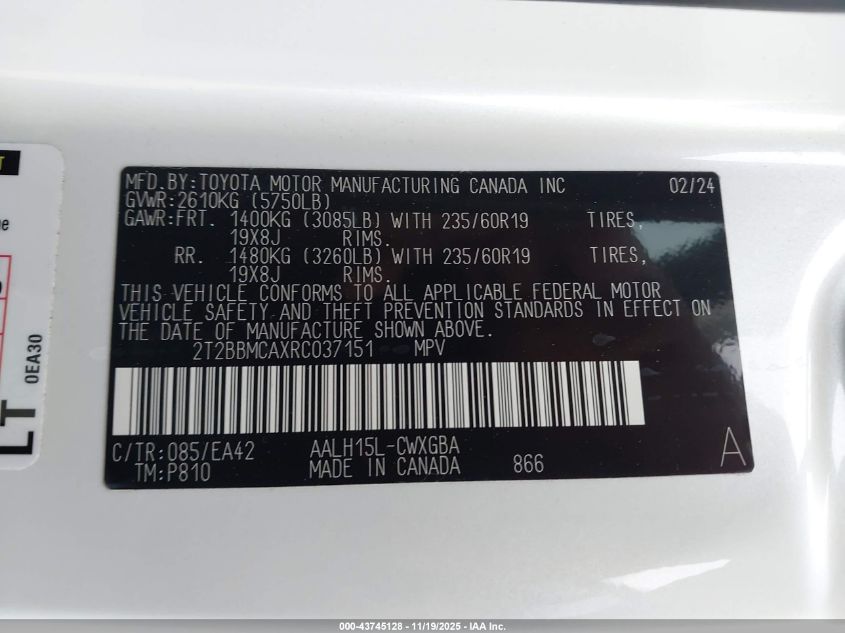 MFD.BY:TOYOTA MOTOR MANUFACTURING CANADA INC 02/24
GVWR:2610KG (5750LB)
GAWR:FRT. 1400KG (3085LB) WITH 235/60R19 TIRES,
19X8J RIMS.
RR. 1480KG (3260LB) WITH 235/60R19 TIRES,
19X8J RIMS.
THIS VEHICLE CONFORMS TO ALL APPLICABLE FEDERAL MOTOR
VEHICLE SAFETY AND THEFT PREVENTION STANDARDS IN EFFECT ON
THE DATE OF MANUFACTURE SHOWN ABOVE.
2T2BBMCAXRC037151 MPV
C/TR:085/EA42 AALH15L-CWXGBA
TM:P810 MADE IN CANADA 866 A
0EA30
LT
000-43745128 - 11/19/2025 - IAA Inc.